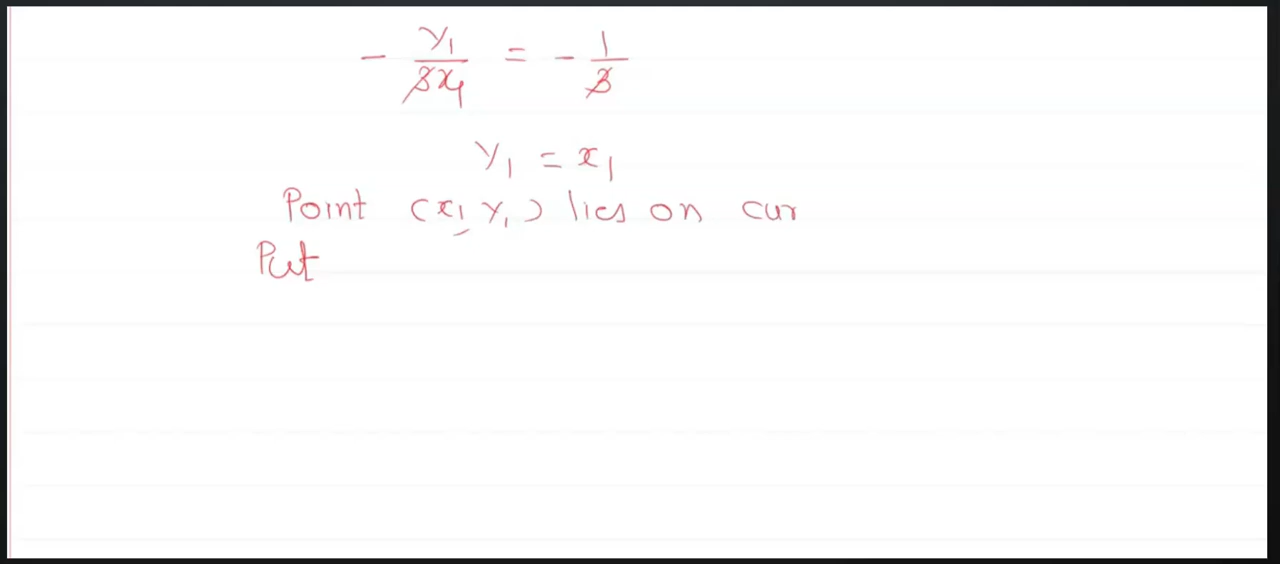 - y₁/3x₁ = - 1/3
y₁ = x₁
Point (x₁ y₁) lies on cur
Put